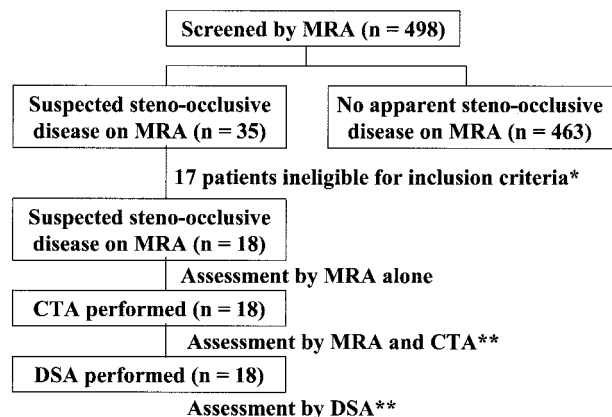 Screened by MRA (n = 498)
Suspected steno-occlusive
disease on MRA (n = 35)
No apparent steno-occlusive
disease on MRA (n = 463)
17 patients ineligible for inclusion criteria*
Suspected steno-occlusive
disease on MRA (n = 18)
Assessment by MRA alone
CTA performed (n = 18)
Assessment by MRA and CTA**
DSA performed (n = 18)
Assessment by DSA**